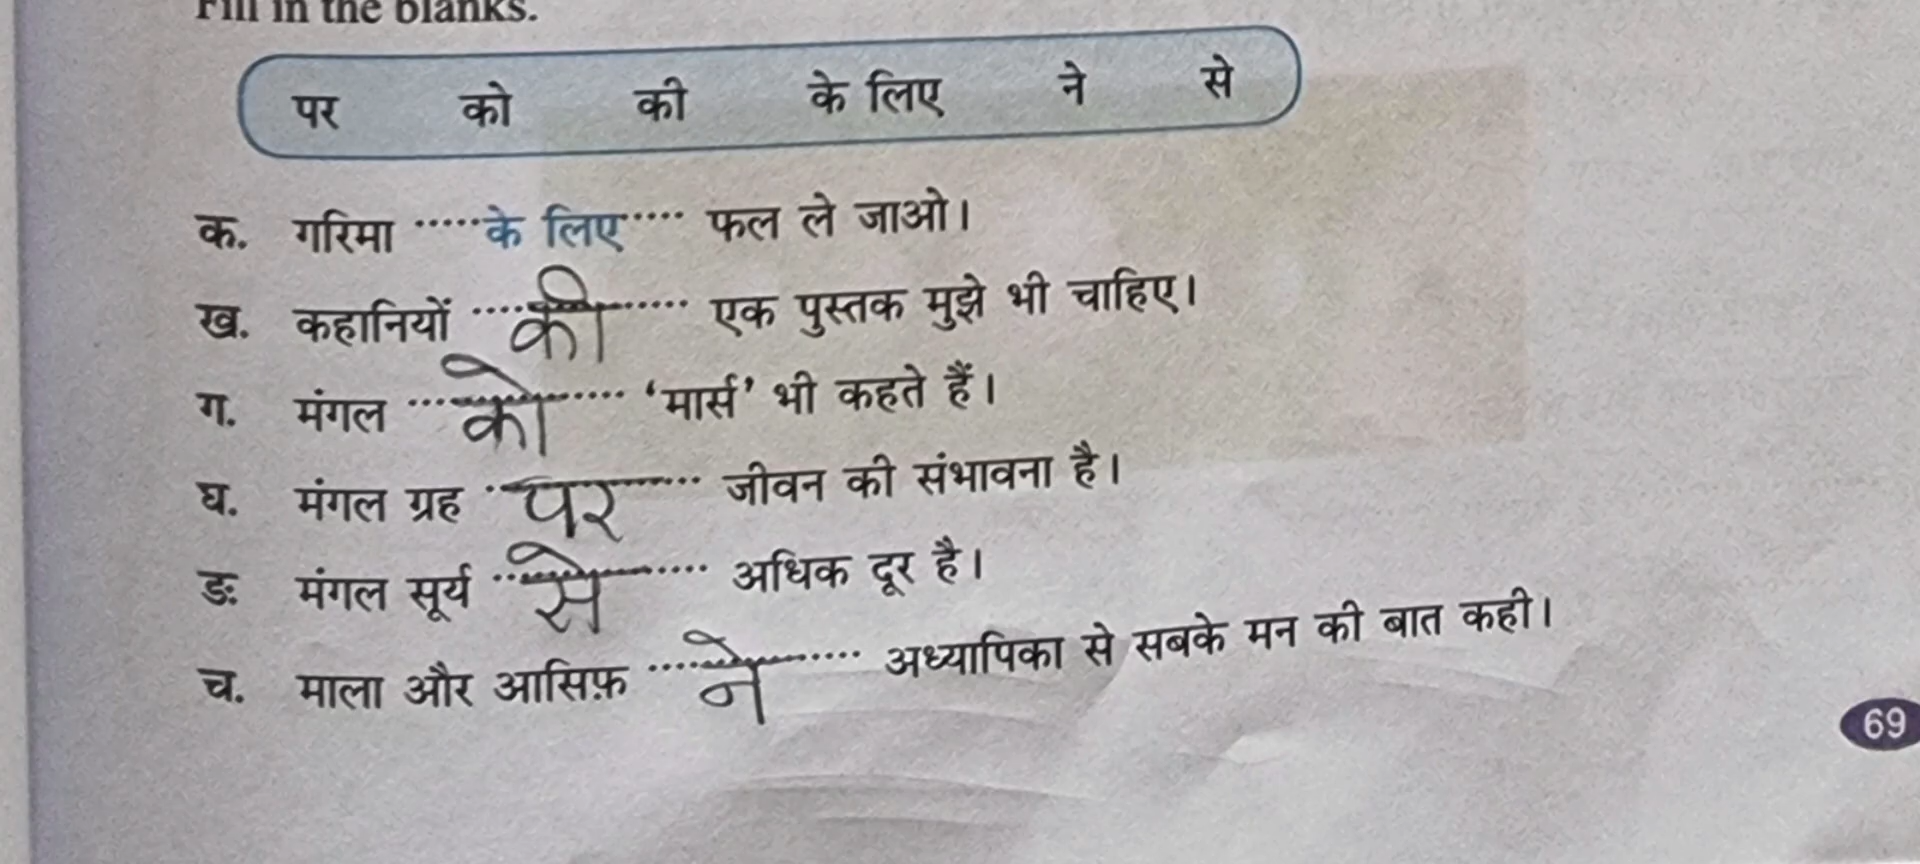 Fill in the blanks.
पर को की के लिए ने से
क. गरिमा .....के लिए.... फल ले जाओ।
ख. कहानियों ....की.... एक पुस्तक मुझे भी चाहिए।
ग. मंगल ....को.... ‘मार्स’ भी कहते हैं।
घ. मंगल ग्रह ....पर.... जीवन की संभावना है।
ङ. मंगल सूर्य ....से.... अधिक दूर है।
च. माला और आसिफ़ ....ने.... अध्यापिका से सबके मन की बात कही।
69